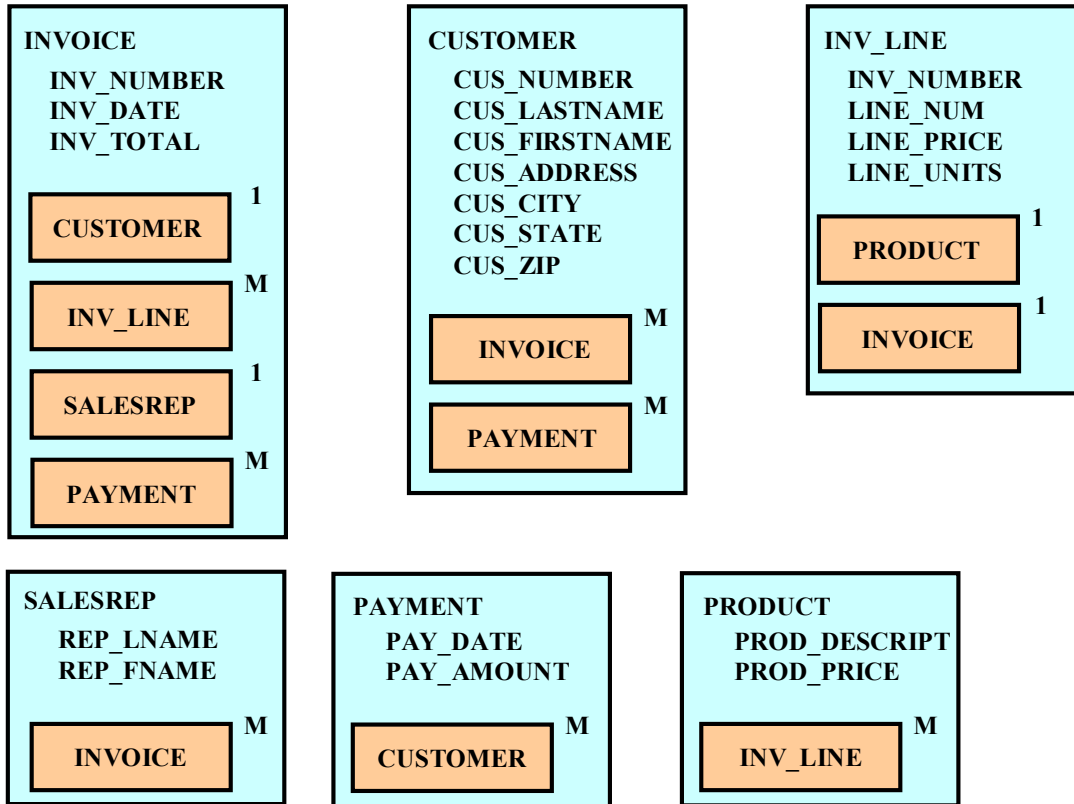 INVOICE
INV_NUMBER
INV_DATE
INV_TOTAL
1
CUSTOMER
M
INV_LINE
1
SALESREP
M
PAYMENT
CUSTOMER
CUS_NUMBER
CUS_LASTNAME
CUS_FIRSTNAME
CUS_ADDRESS
CUS_CITY
CUS_STATE
CUS_ZIP
M
INVOICE
M
PAYMENT
INV_LINE
INV_NUMBER
LINE_NUM
LINE_PRICE
LINE_UNITS
1
PRODUCT
1
INVOICE
SALESREP
REP_LNAME
REP_FNAME
M
INVOICE
PAYMENT
PAY_DATE
PAY_AMOUNT
M
CUSTOMER
PRODUCT
PROD_DESCRIPT
PROD_PRICE
M
INV_LINE